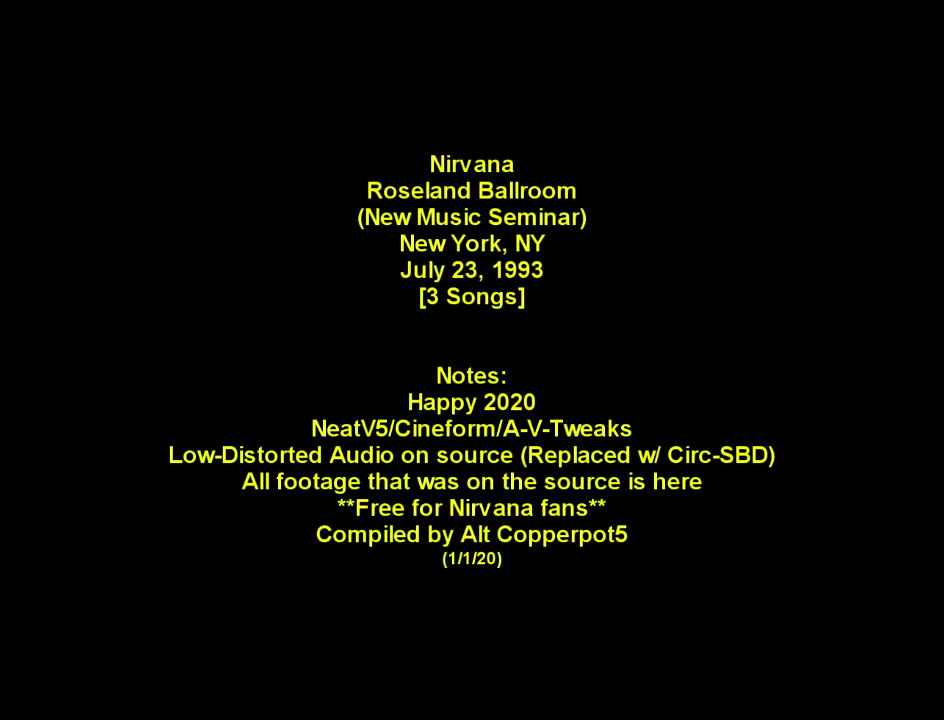 Nirvana
Roseland Ballroom
(New Music Seminar)
New York, NY
July 23, 1993
[3 Songs]
Notes:
Happy 2020
NeatV5/Cineform/A-V-Tweaks
Low-Distorted Audio on source (Replaced w/ Circ-SBD)
All footage that was on the source is here
**Free for Nirvana fans**
Compiled by Alt Copperpot5
(1/1/20)